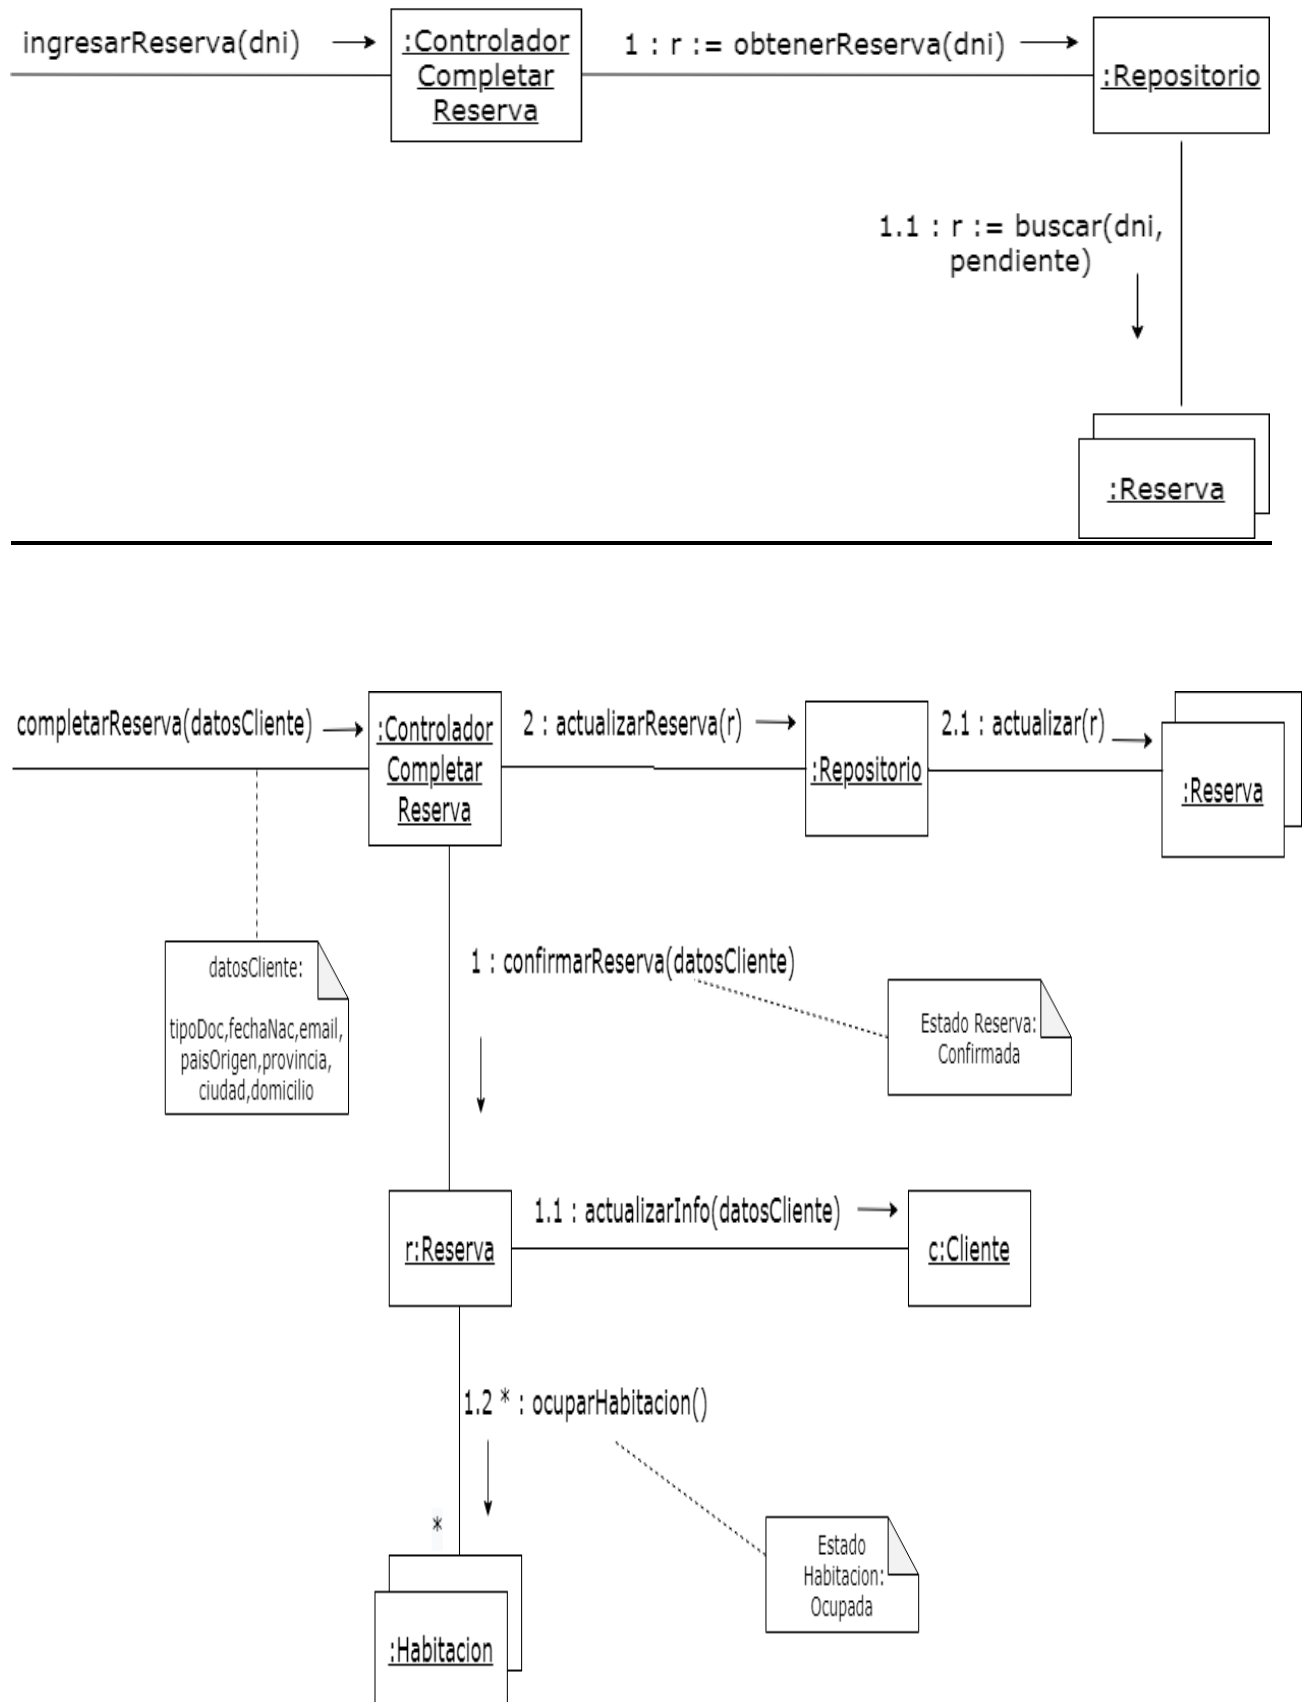 ingresarReserva(dni)
:Controlador
Completar
Reserva
1 : r := obtenerReserva(dni)
:Repositorio
1.1 : r := buscar(dni,
pendiente)
:Reserva
completarReserva(datosCliente)
:Controlador
Completar
Reserva
2 : actualizarReserva(r)
:Repositorio
2.1 : actualizar(r)
:Reserva
datosCliente:
tipoDoc,fechaNac,email,
paisOrigen,provincia,
ciudad,domicilio
1 : confirmarReserva(datosCliente)
Estado Reserva:
Confirmada
r:Reserva
1.1 : actualizarInfo(datosCliente)
c:Cliente
1.2 * : ocuparHabitacion()
*
Estado
Habitacion:
Ocupada
:Habitacion